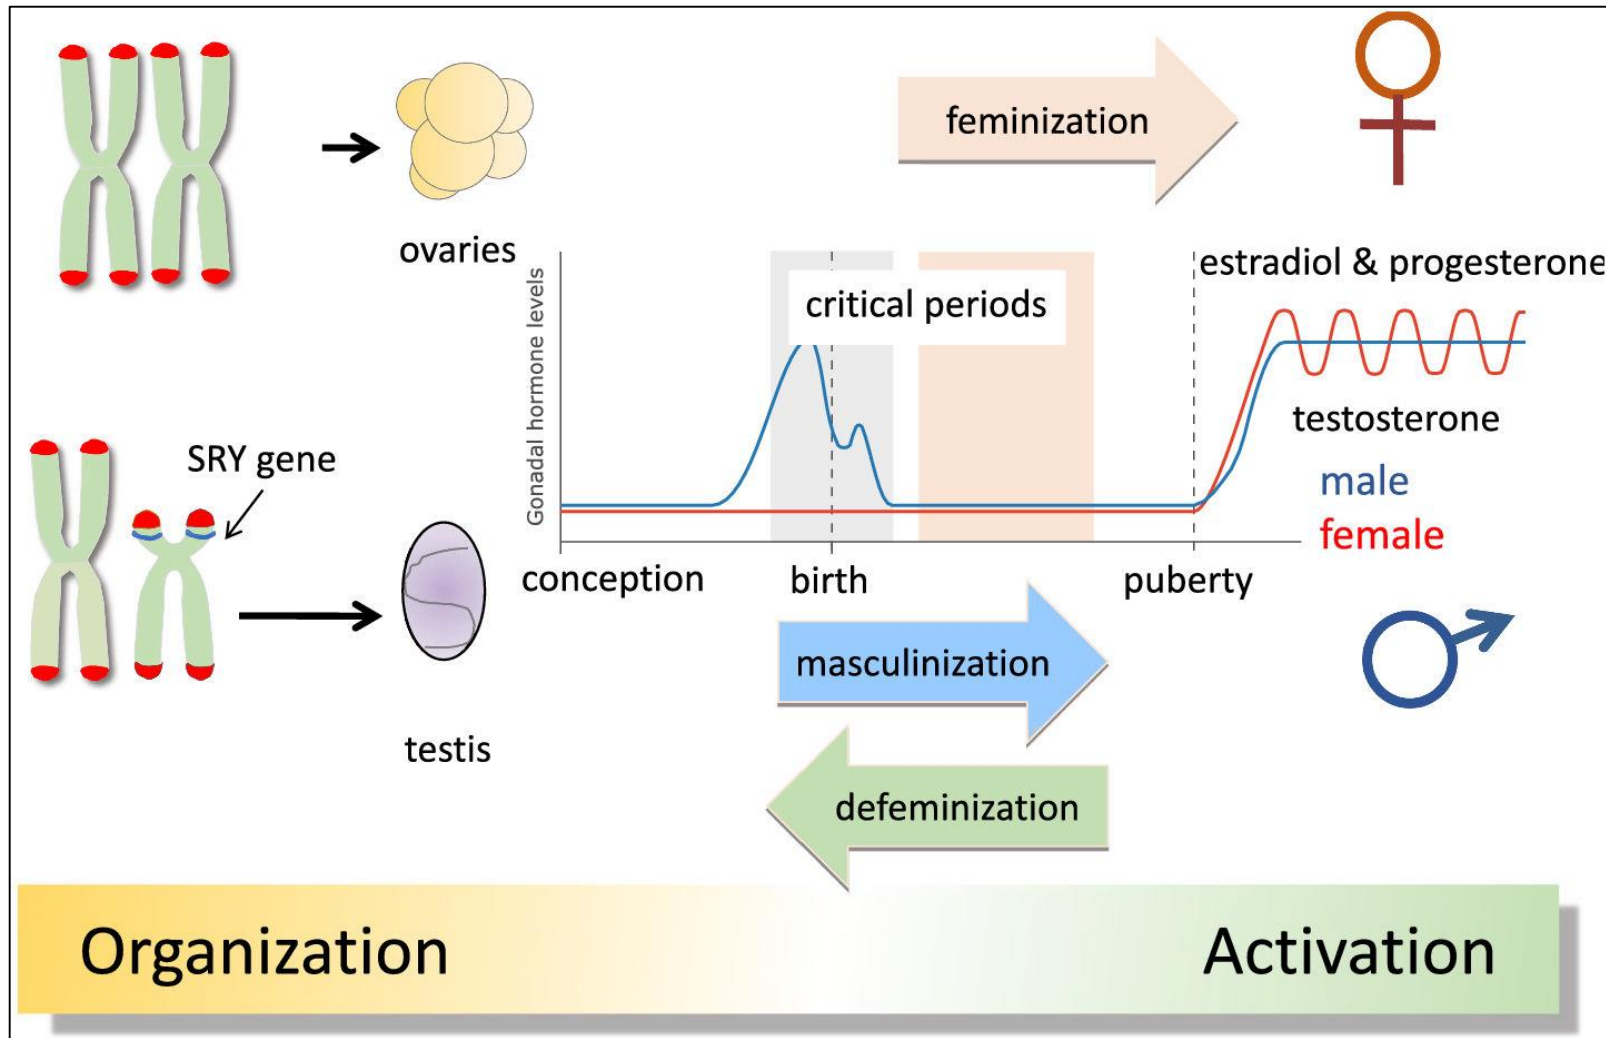 feminization
ovaries
estradiol & progesterone
critical periods
Gonadal hormone levels
testosterone
SRY gene
male
female
conception
birth
puberty
masculinization
testis
defeminization
Organization
Activation